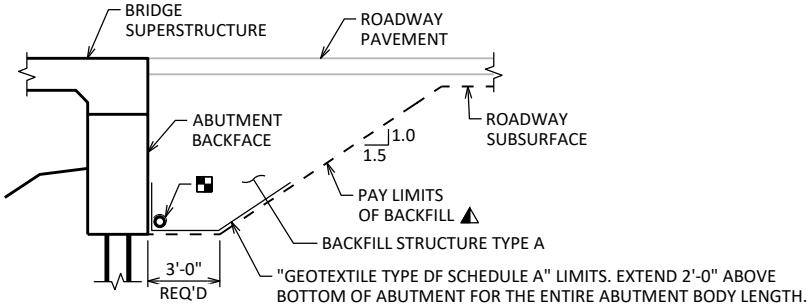 BRIDGE
SUPERSTRUCTURE
ROADWAY
PAVEMENT
ABUTMENT
BACKFACE
1.0
1.5
ROADWAY
SUBSURFACE
PAY LIMITS
OF BACKFILL
BACKFILL STRUCTURE TYPE A
3'-0"
REQ'D
"GEOTEXTILE TYPE DF SCHEDULE A" LIMITS. EXTEND 2'-0" ABOVE
BOTTOM OF ABUTMENT FOR THE ENTIRE ABUTMENT BODY LENGTH.